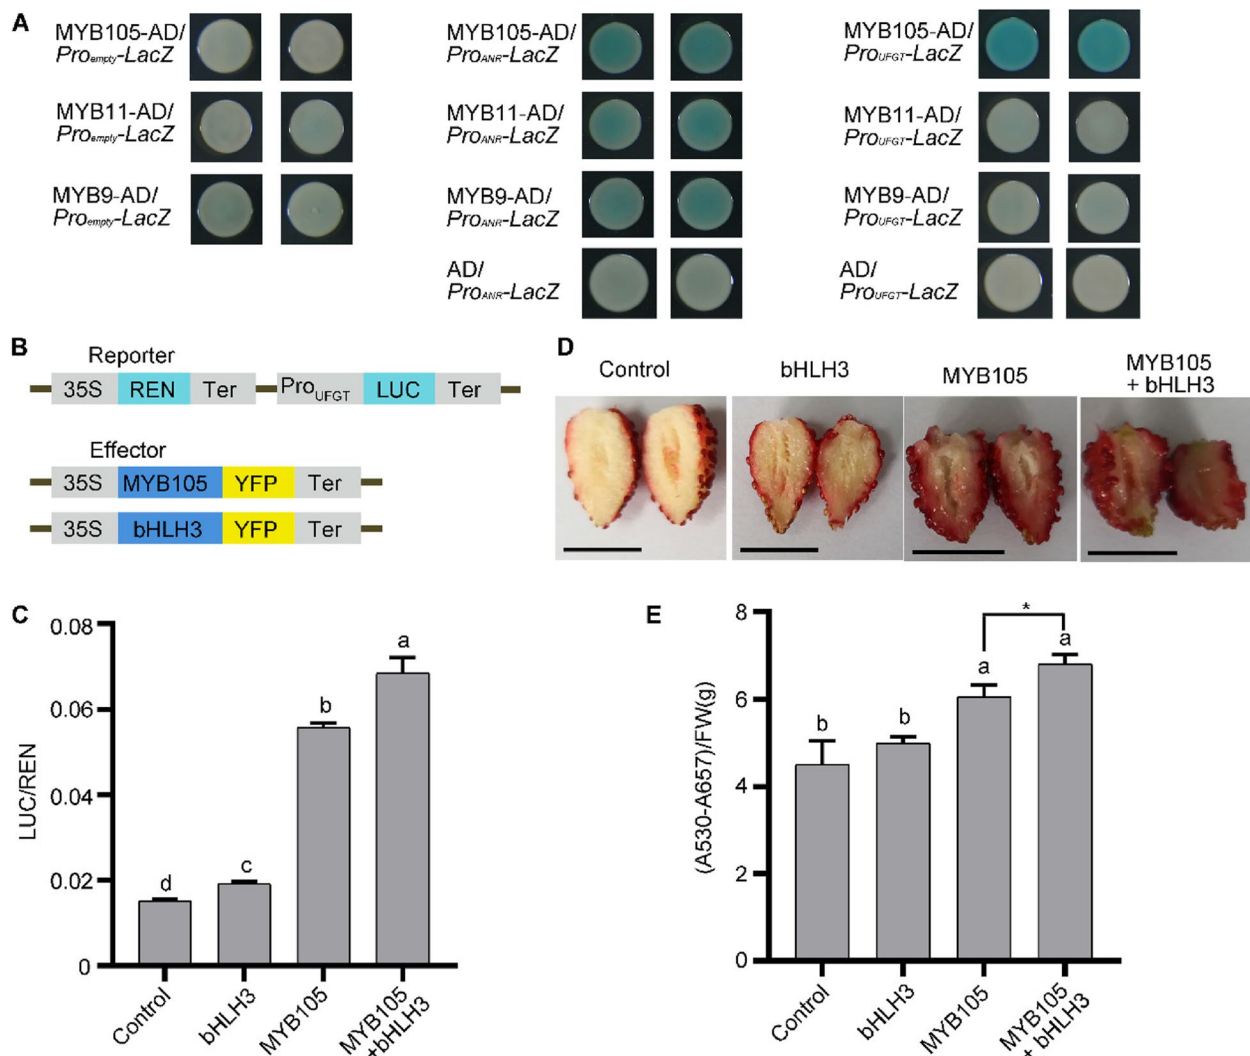 A
MYB105-AD/
Proempty-LacZ
MYB11-AD/
Proempty-LacZ
MYB9-AD/
Proempty-LacZ
MYB105-AD/
ProANR-LacZ
MYB11-AD/
ProANR-LacZ
MYB9-AD/
ProANR-LacZ
AD/
ProANR-LacZ
MYB105-AD/
ProUFGT-LacZ
MYB11-AD/
ProUFGT-LacZ
MYB9-AD/
ProUFGT-LacZ
AD/
ProUFGT-LacZ
B
Reporter
35S REN Ter ProUFGT LUC Ter
Effector
35S MYB105 YFP Ter
35S bHLH3 YFP Ter
D
Control
bHLH3
MYB105
MYB105
+ bHLH3
C
LUC/REN
0.08
0.06
0.04
0.02
0
d
c
b
a
Control
bHLH3
MYB105
MYB105
+bHLH3
E
(A530-A657)/FW(g)
8
6
4
2
0
b
b
a
a
*
Control
bHLH3
MYB105
MYB105
+ bHLH3